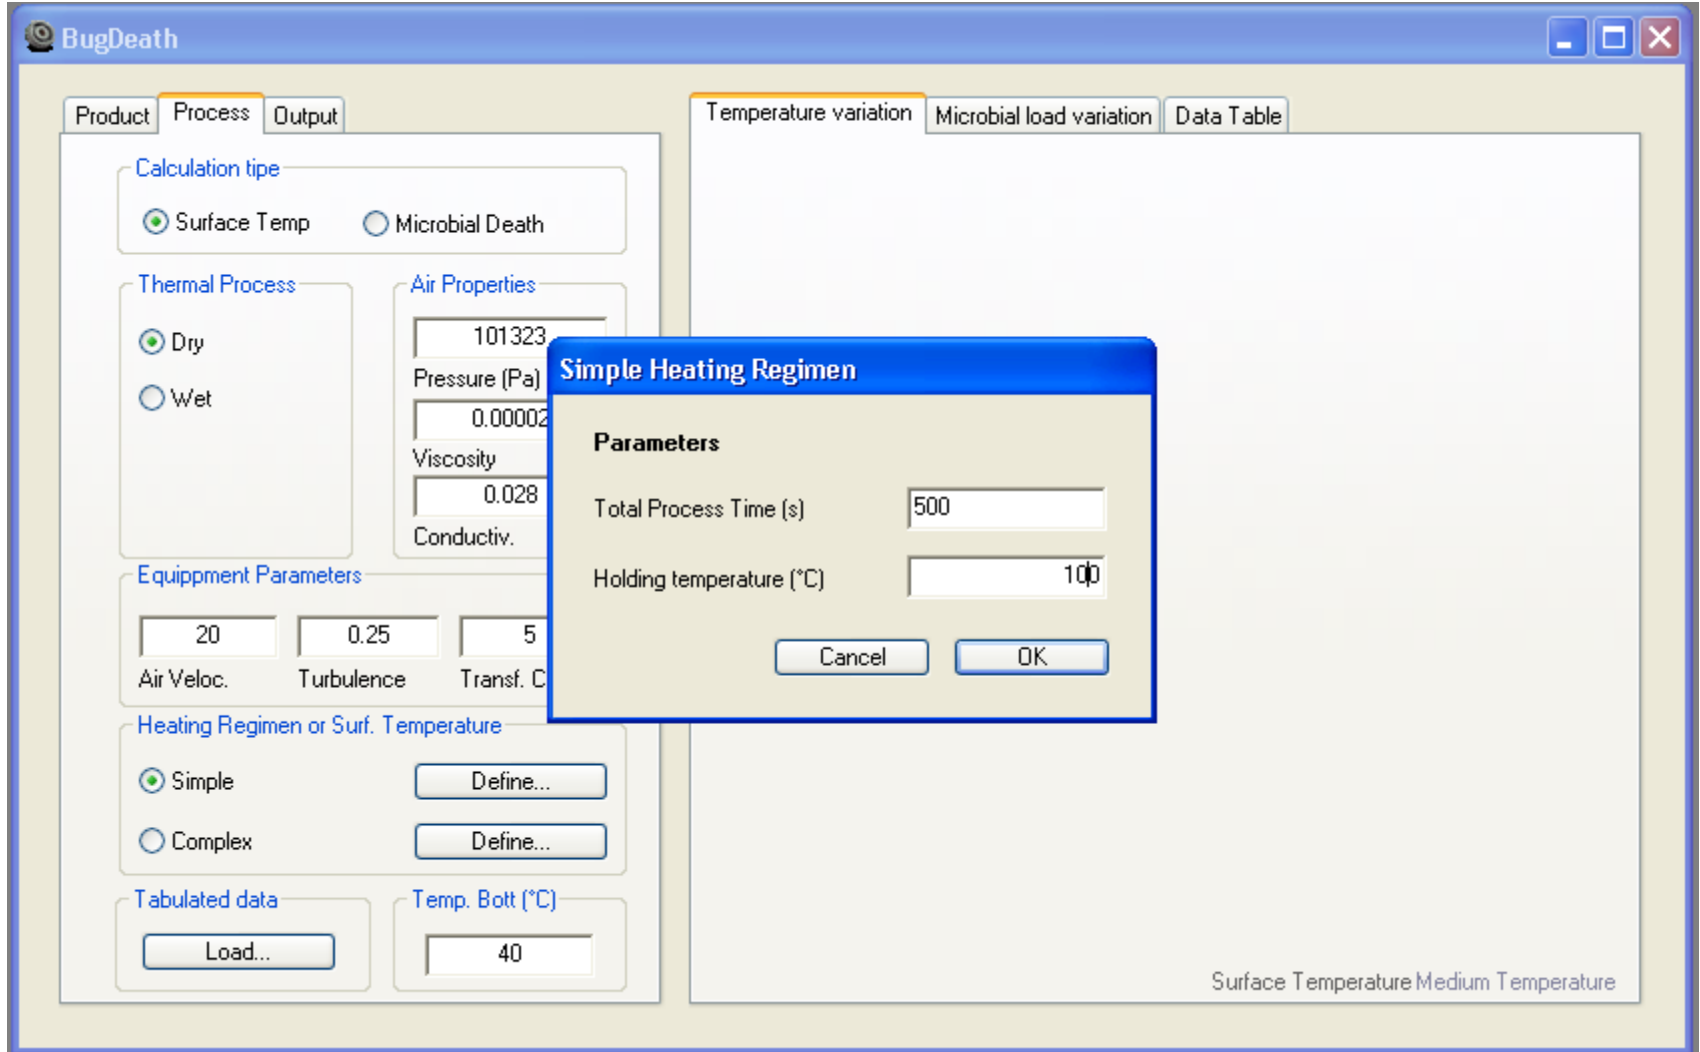 BugDeath
Product Process Output
Calculation tipe
Surface Temp Microbial Death
Thermal Process
Dry
Wet
Air Properties
101323
Pressure (Pa)
0.00002
Viscosity
0.028
Conductiv.
Equippment Parameters
20 0.25 5
Air Veloc. Turbulence Transf. C
Heating Regimen or Surf. Temperature
Simple Define...
Complex Define...
Tabulated data
Load...
Temp. Bott (°C)
40
Temperature variation Microbial load variation Data Table
Simple Heating Regimen
Parameters
Total Process Time (s) 500
Holding temperature (°C) 100
Cancel OK
Surface Temperature Medium Temperature